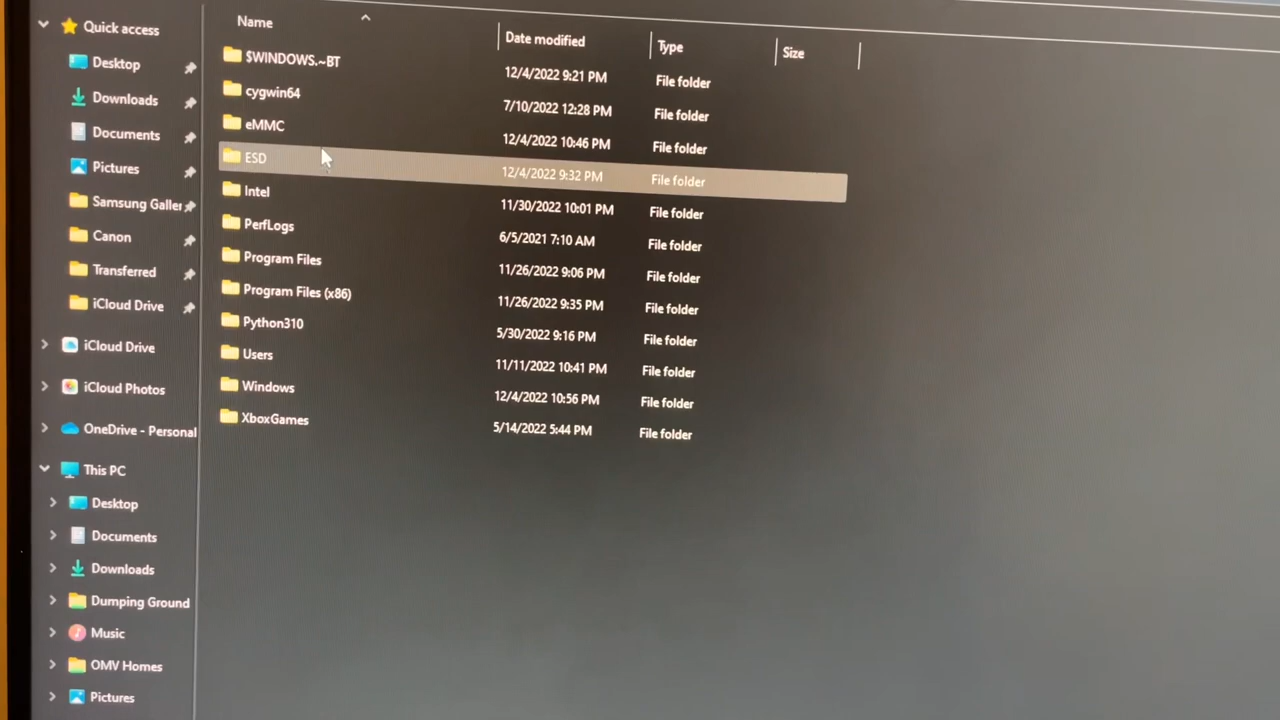 Quick access
Desktop
Downloads
Documents
Pictures
Samsung Galler
Canon
Transferred
iCloud Drive
iCloud Drive
iCloud Photos
OneDrive - Personal
This PC
Desktop
Documents
Downloads
Dumping Ground
Music
OMV Homes
Pictures
Name Date modified Type Size
$WINDOWS.~BT 12/4/2022 9:21 PM File folder
cygwin64 7/10/2022 12:28 PM File folder
eMMC 12/4/2022 10:46 PM File folder
ESD 12/4/2022 9:32 PM File folder
Intel 11/30/2022 10:01 PM File folder
PerfLogs 6/5/2021 7:10 AM File folder
Program Files 11/26/2022 9:06 PM File folder
Program Files (x86) 11/26/2022 9:35 PM File folder
Python310 5/30/2022 9:16 PM File folder
Users 11/11/2022 10:41 PM File folder
Windows 12/4/2022 10:56 PM File folder
XboxGames 5/14/2022 5:44 PM File folder